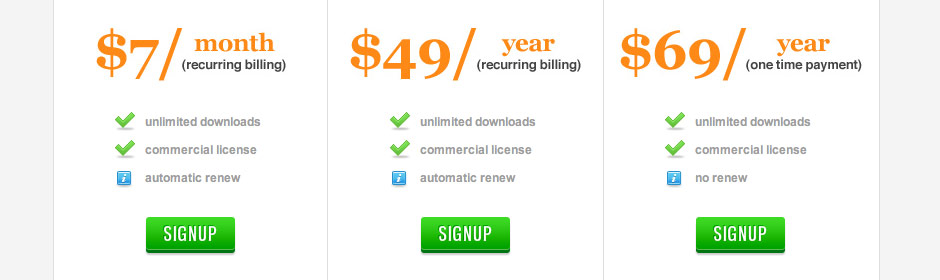 $7/ month
(recurring billing)
unlimited downloads
commercial license
automatic renew
SIGNUP
$49/ year
(recurring billing)
unlimited downloads
commercial license
automatic renew
SIGNUP
$69/ year
(one time payment)
unlimited downloads
commercial license
no renew
SIGNUP